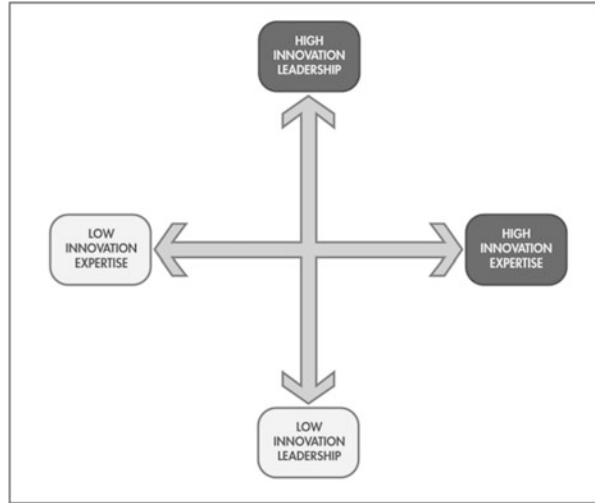 HIGH
INNOVATION
LEADERSHIP
LOW
INNOVATION
EXPERTISE
HIGH
INNOVATION
EXPERTISE
LOW
INNOVATION
LEADERSHIP